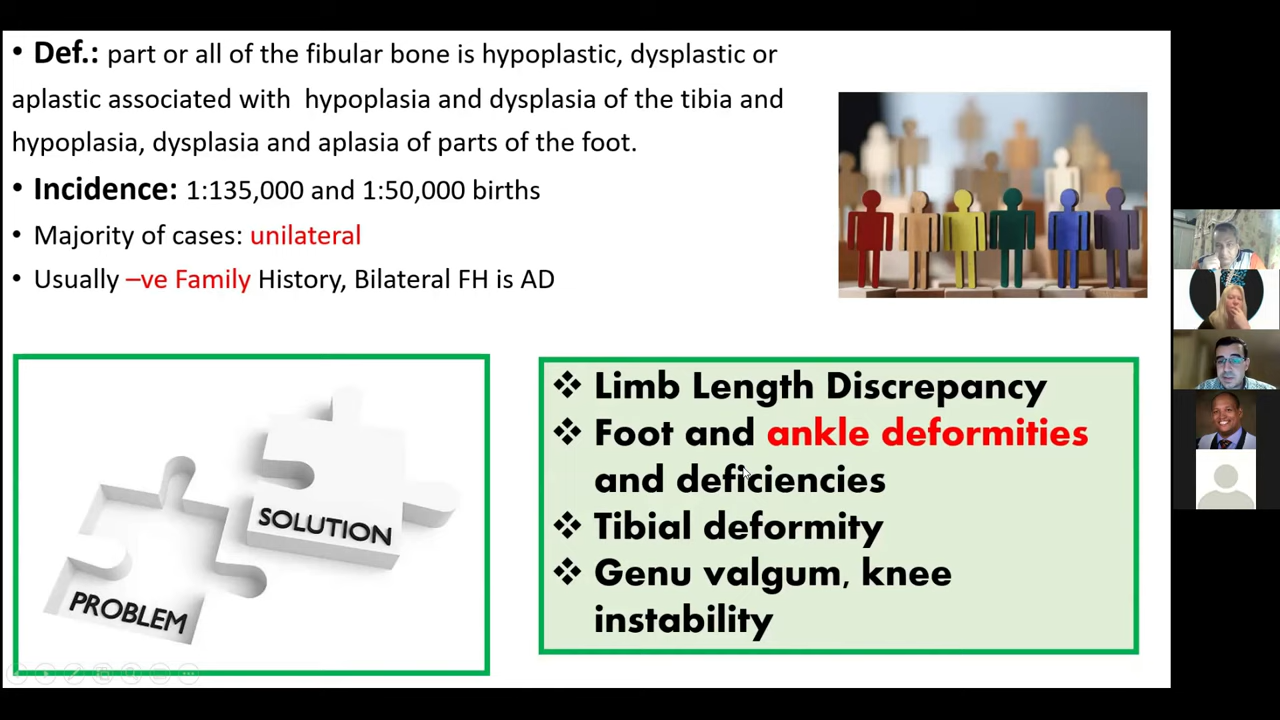 • Def.: part or all of the fibular bone is hypoplastic, dysplastic or
aplastic associated with hypoplasia and dysplasia of the tibia and
hypoplasia, dysplasia and aplasia of parts of the foot.
• Incidence: 1:135,000 and 1:50,000 births
• Majority of cases: unilateral
• Usually –ve Family History, Bilateral FH is AD
SOLUTION
PROBLEM
❖ Limb Length Discrepancy
❖ Foot and ankle deformities
and deficiencies
❖ Tibial deformity
❖ Genu valgum, knee
instability